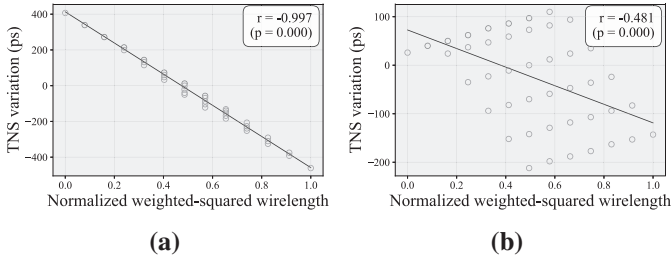 r = -0.997
(p = 0.000)
TNS variation (ps)
400
200
0
−200
−400
0.0 0.2 0.4 0.6 0.8 1.0
Normalized weighted-squared wirelength
(a)
r = -0.481
(p = 0.000)
TNS variation (ps)
100
0
−100
−200
0.0 0.2 0.4 0.6 0.8 1.0
Normalized weighted-squared wirelength
(b)